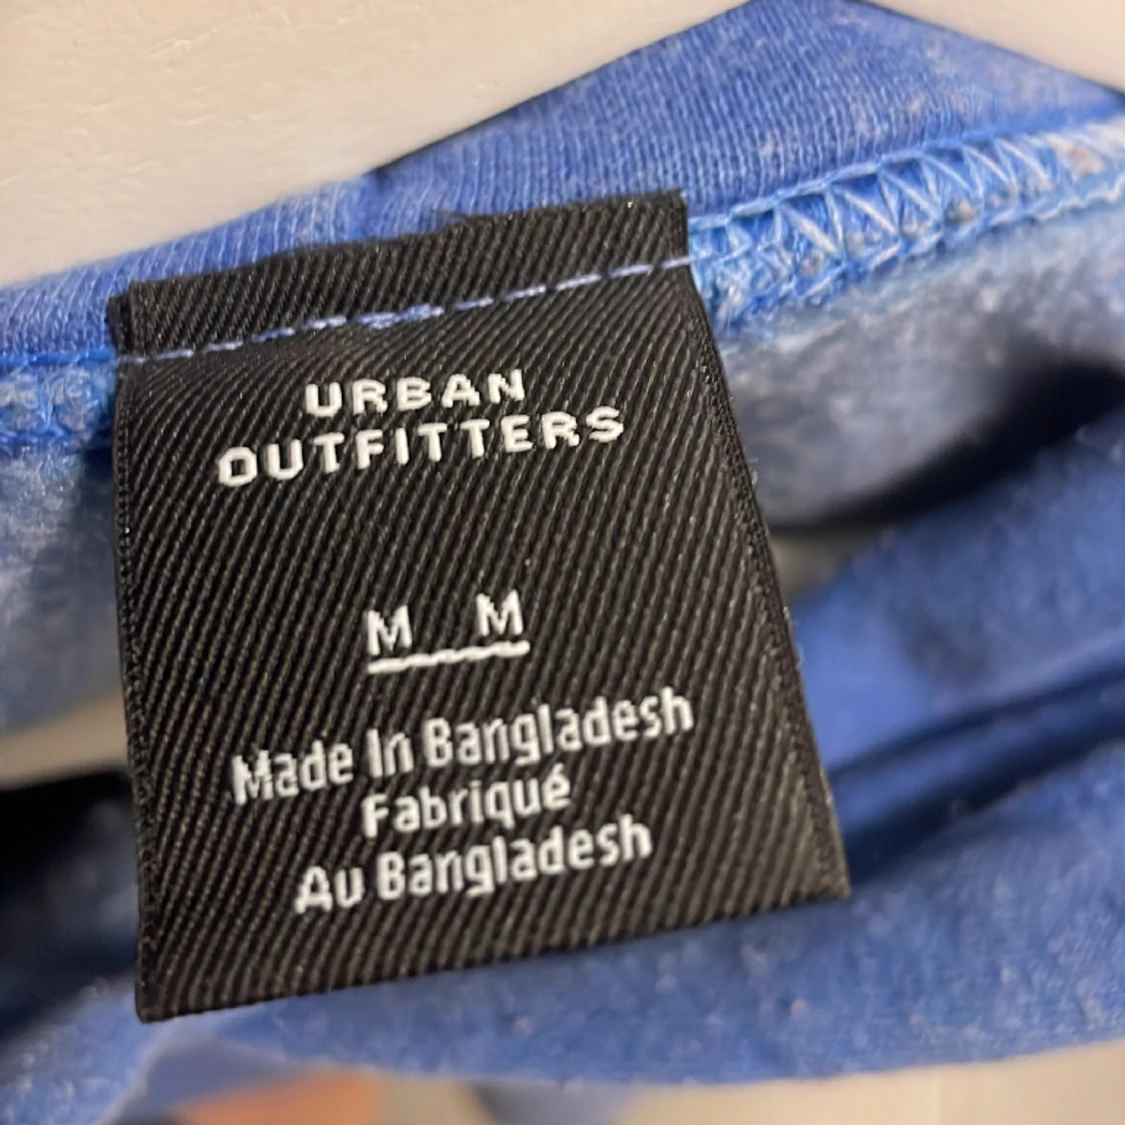 URBAN
OUTFITTERS
M M
Made In Bangladesh
Fabriqué
Au Bangladesh